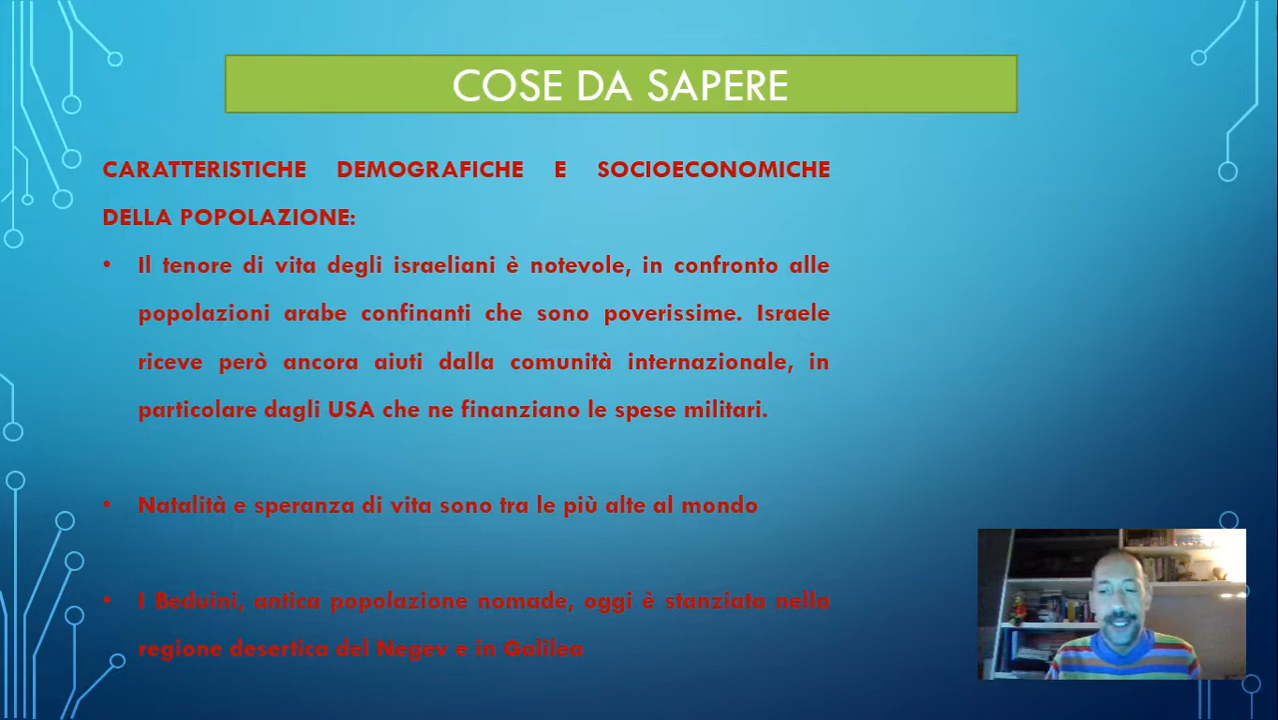 COSE DA SAPERE
CARATTERISTICHE DEMOGRAFICHE E SOCIOECONOMICHE
DELLA POPOLAZIONE:
• Il tenore di vita degli israeliani è notevole, in confronto alle
popolazioni arabe confinanti che sono poverissime. Israele
riceve però ancora aiuti dalla comunità internazionale, in
particolare dagli USA che ne finanziano le spese militari.
• Natalità e speranza di vita sono tra le più alte al mondo
• I Beduini, antica popolazione nomade, oggi è stanziata nella
regione desertica del Negev e in Galilea